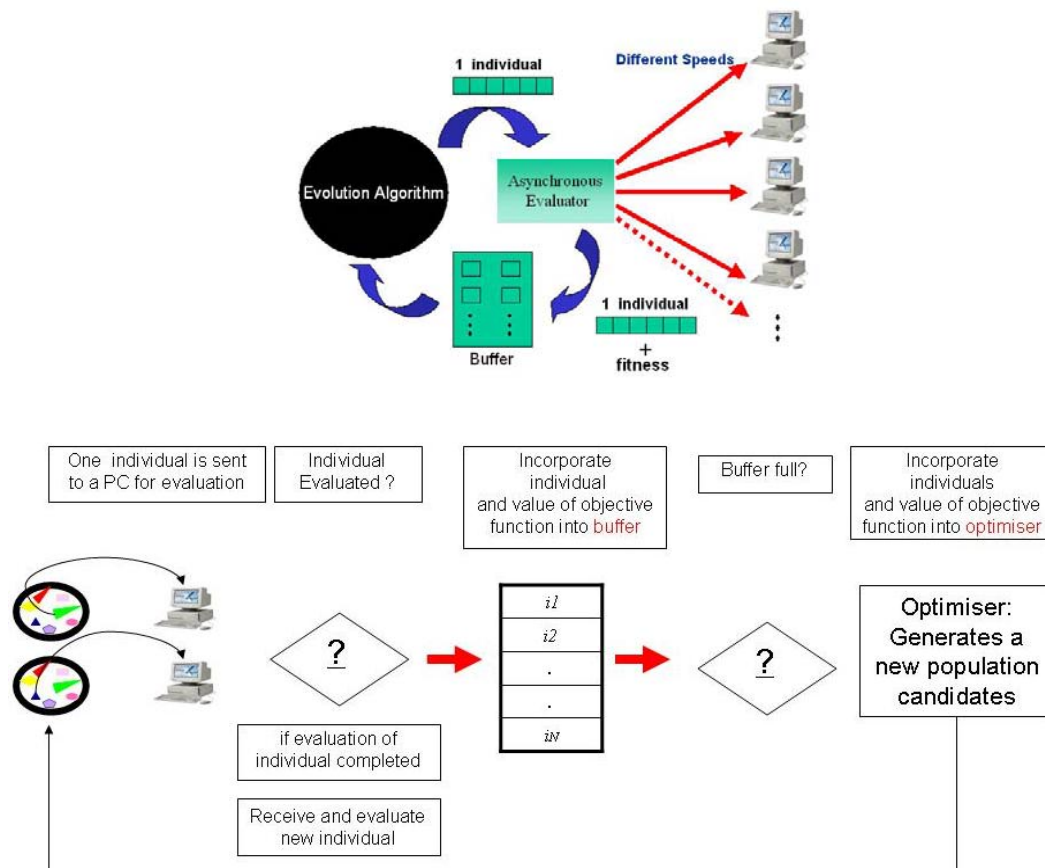 1 individual
Different Speeds
Evolution Algorithm
Asynchronous
Evaluator
1 individual
+
fitness
Buffer
One individual is sent
to a PC for evaluation
Individual
Evaluated ?
Incorporate
individual
and value of objective
function into buffer
Buffer full?
Incorporate
individuals
and value of objective
function into optimiser
?
i1
i2
.
.
iN
?
Optimiser:
Generates a
new population
candidates
if evaluation of
individual completed
Receive and evaluate
new individual